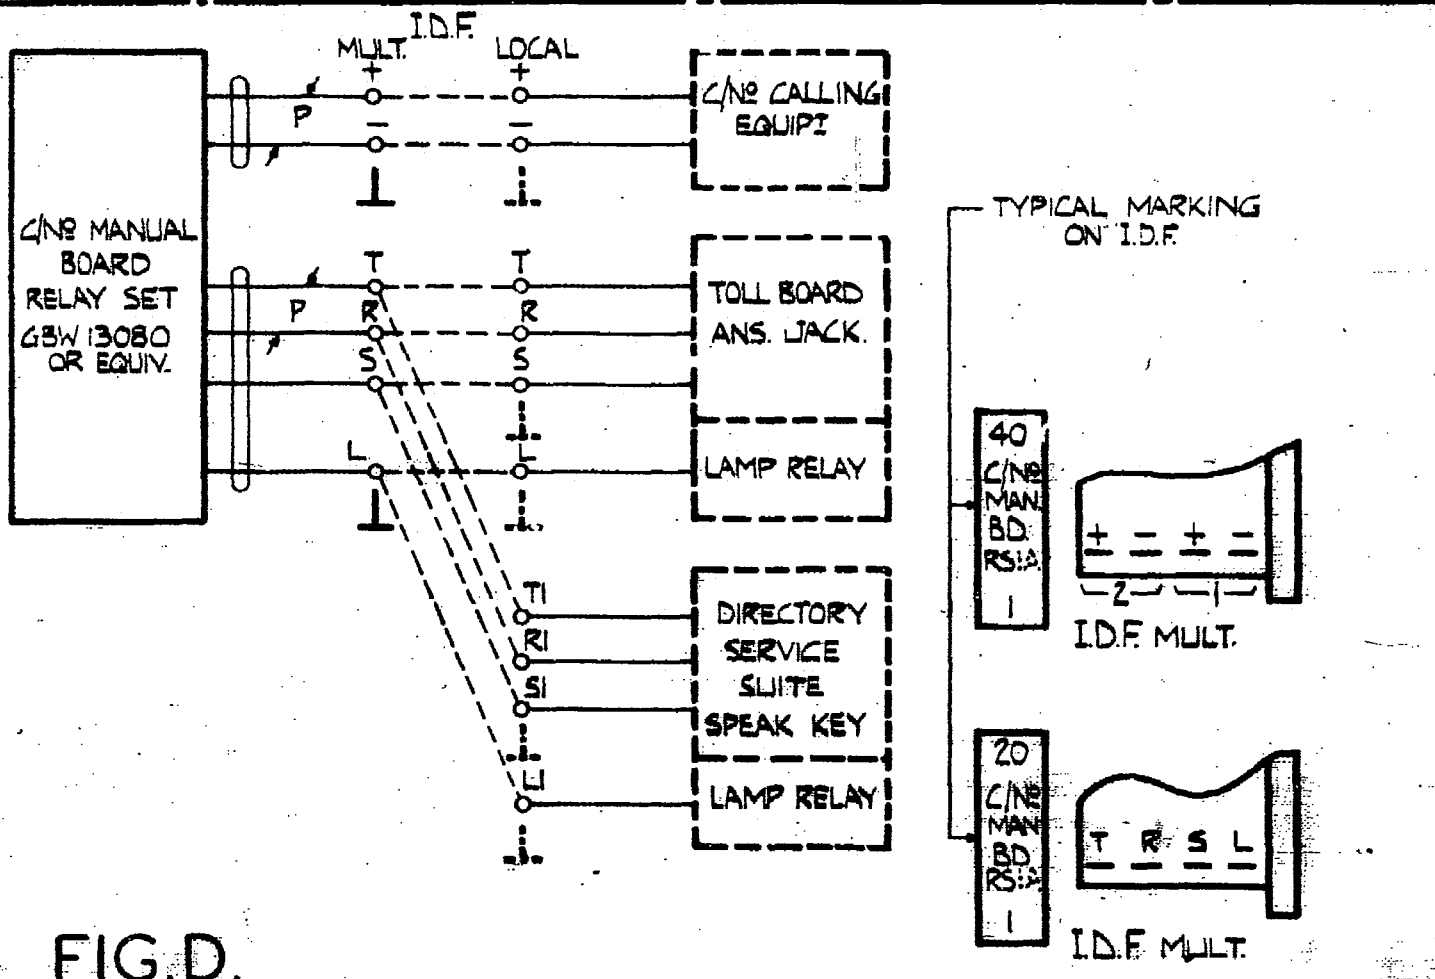 I.D.F.
MULT. LOCAL
+ +
P
− −
C/Nº CALLING
EQUIPT
C/Nº MANUAL
BOARD
RELAY SET
GBW 13080
OR EQUIV.
T T
P
R R
S S
L L
TOLL BOARD
ANS. JACK.
LAMP RELAY
T1
R1
S1
L1
DIRECTORY
SERVICE
SUITE
SPEAK KEY
LAMP RELAY
TYPICAL MARKING
ON I.D.F.
40
C/Nº
MAN.
BD.
1
+ − + −
2 1
I.D.F. MULT.
20
C/Nº
MAN
BD
1
T R S L
I.D.F. MULT.
FIG.D.